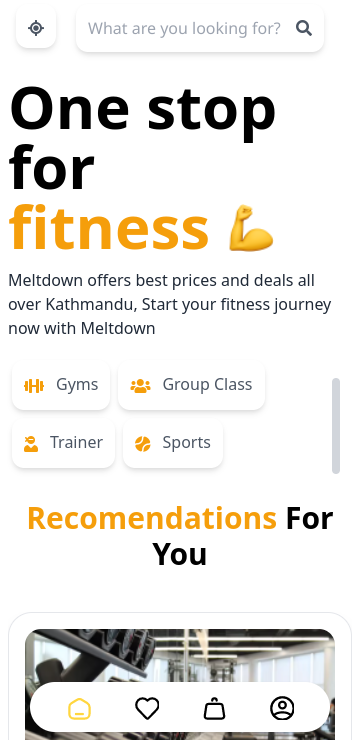 What are you looking for?
One stop
for
fitness 💪
Meltdown offers best prices and deals all
over Kathmandu, Start your fitness journey
now with Meltdown
Gyms
Group Class
Trainer
Sports
Recomendations For
You